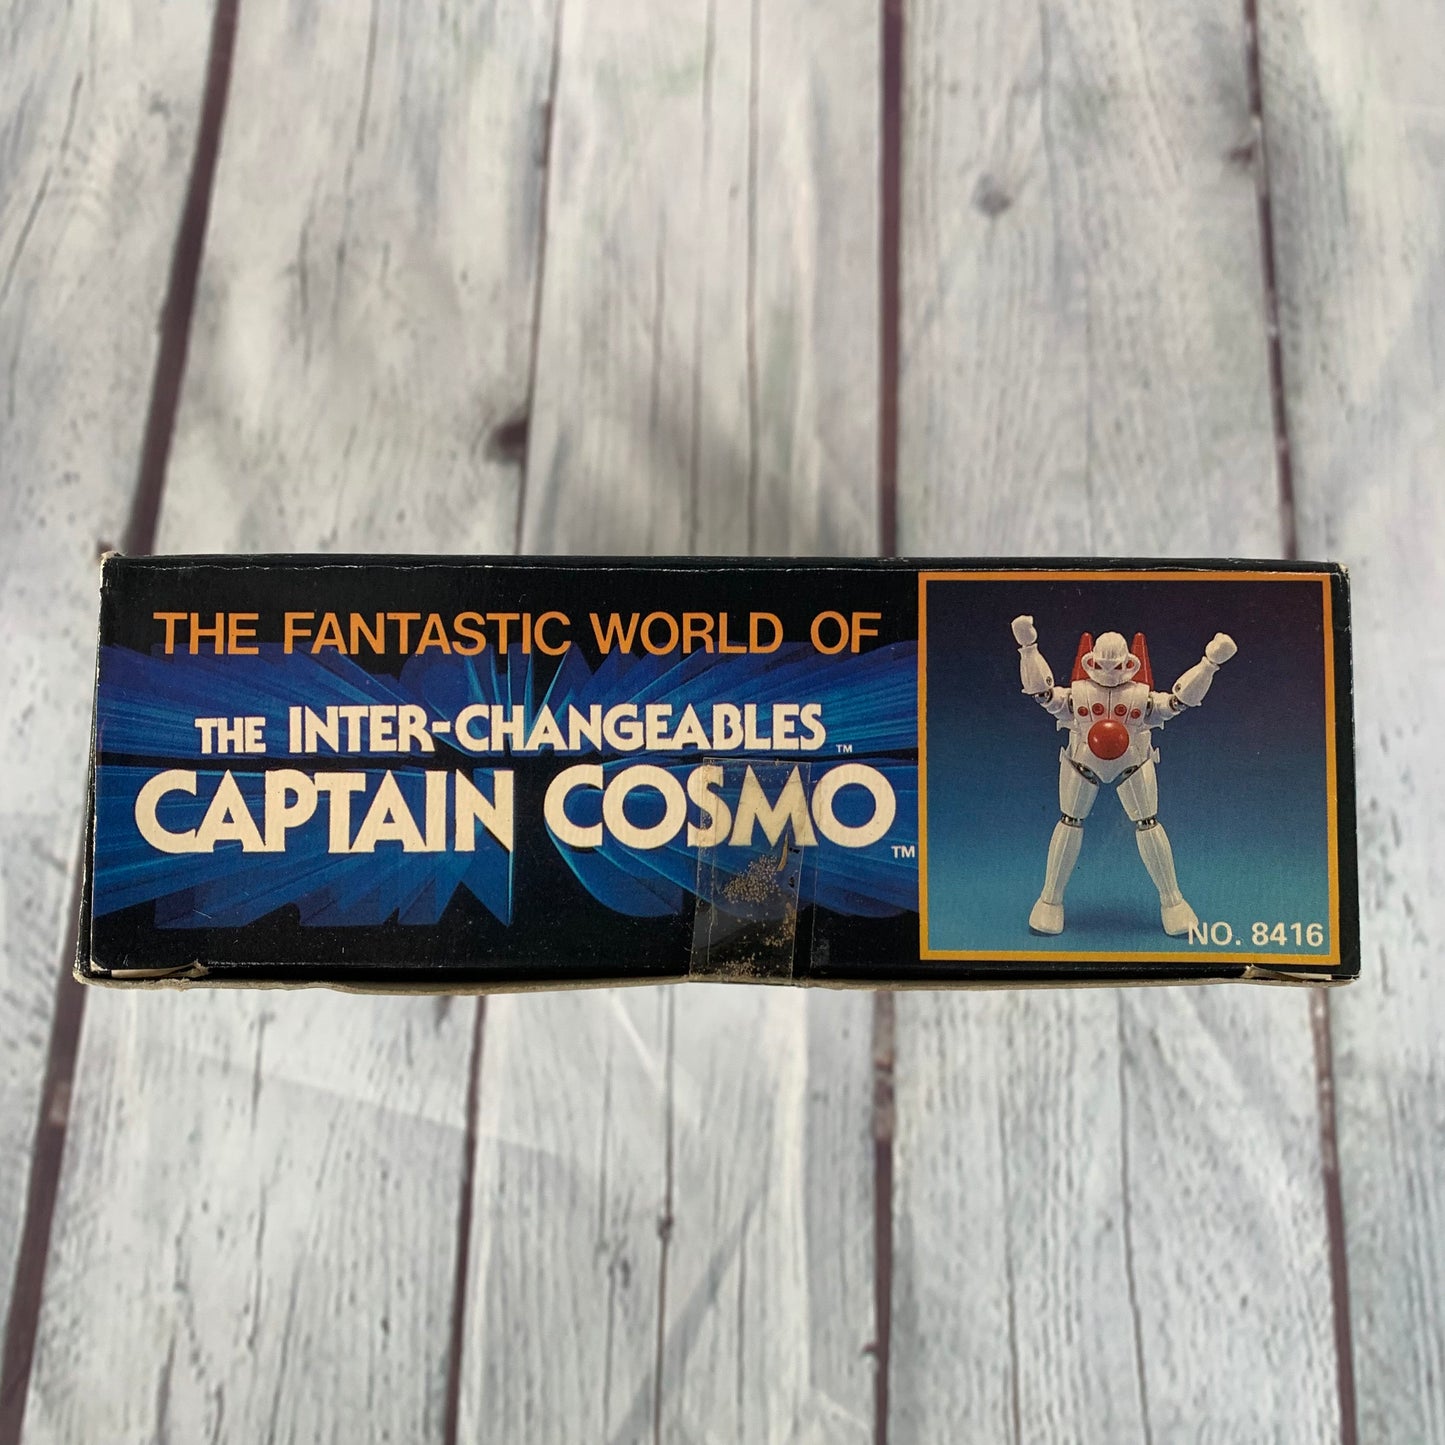 THE FANTASTIC WORLD OF
THE INTER-CHANGEABLES™
CAPTAIN COSMO™
NO. 8416